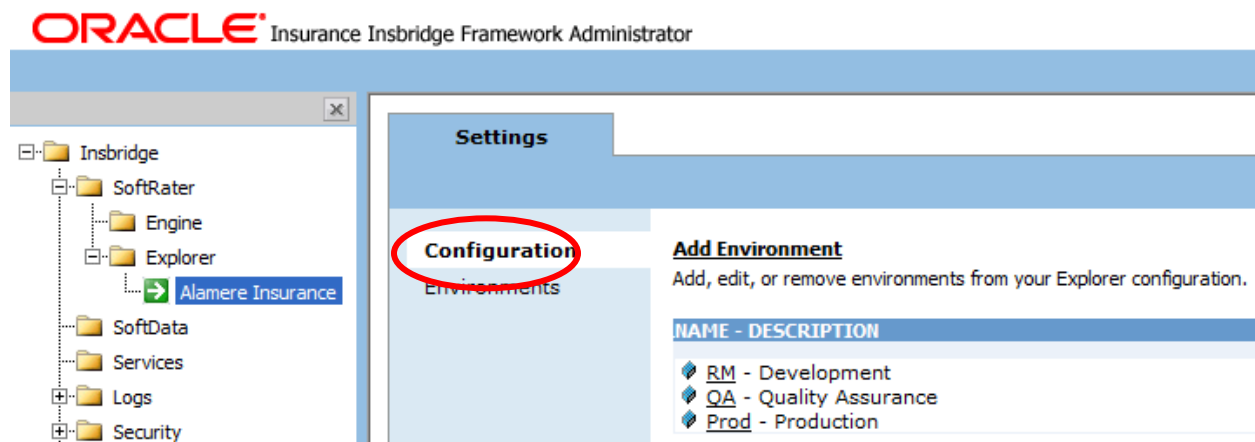 ORACLE Insurance Insbridge Framework Administrator
Insbridge
SoftRater
Engine
Explorer
Alamere Insurance
SoftData
Services
Logs
Security
Settings
Configuration
Environments
Add Environment
Add, edit, or remove environments from your Explorer configuration.
NAME - DESCRIPTION
RM - Development
QA - Quality Assurance
Prod - Production